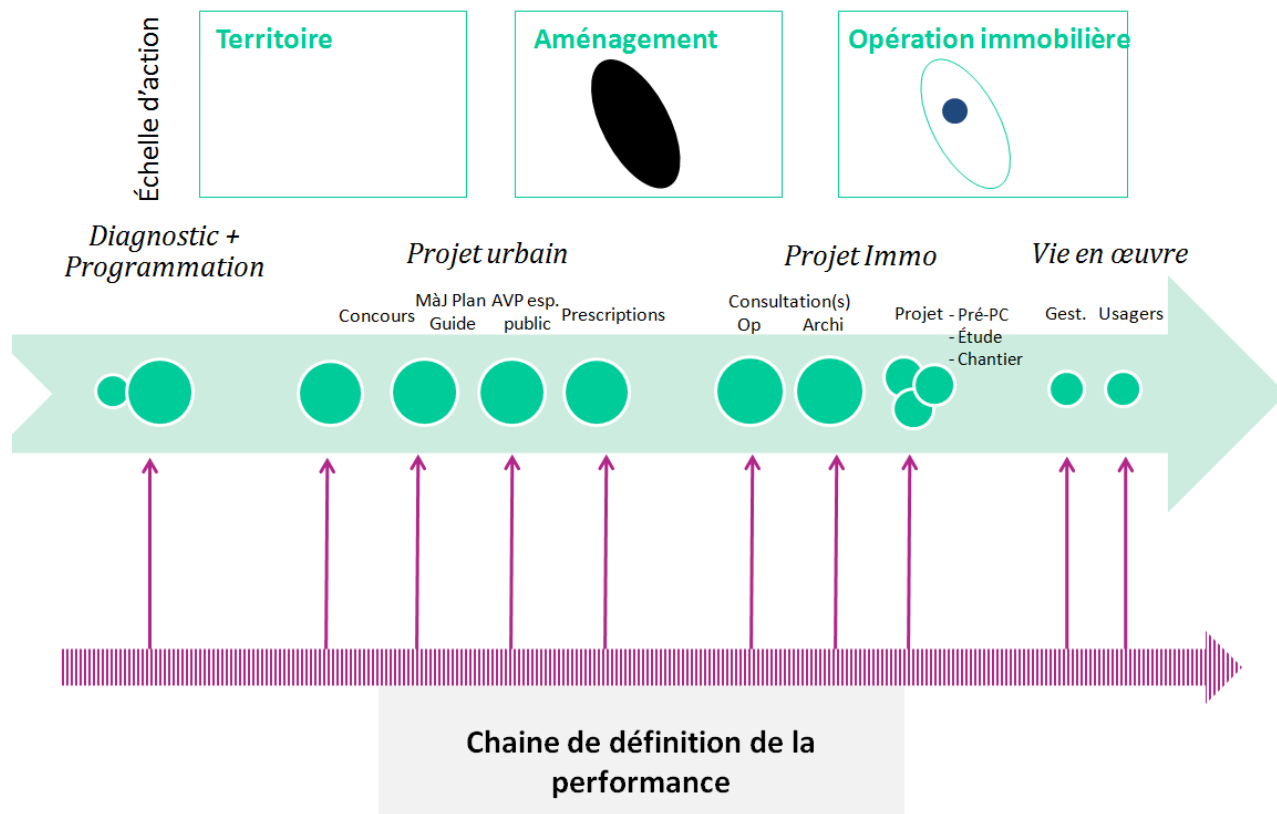 Échelle d'action
Territoire
Aménagement
Opération immobilière
Diagnostic +
Programmation
Projet urbain
Projet Immo
Vie en œuvre
Concours
MàJ Plan
Guide
AVP esp.
public
Prescriptions
Consultation(s)
Op
Archi
Projet
- Pré-PC
- Étude
- Chantier
Gest.
Usagers
Chaine de définition de la
performance